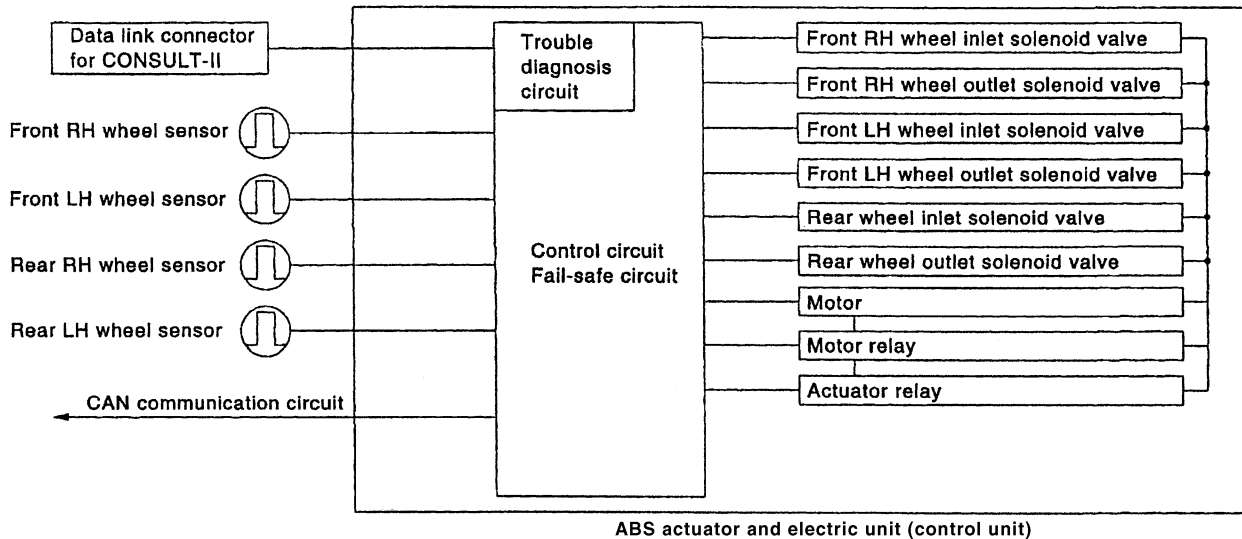 Data link connector
for CONSULT-II
Trouble
diagnosis
circuit
Front RH wheel sensor
Front LH wheel sensor
Rear RH wheel sensor
Rear LH wheel sensor
CAN communication circuit
Control circuit
Fail-safe circuit
Front RH wheel inlet solenoid valve
Front RH wheel outlet solenoid valve
Front LH wheel inlet solenoid valve
Front LH wheel outlet solenoid valve
Rear wheel inlet solenoid valve
Rear wheel outlet solenoid valve
Motor
Motor relay
Actuator relay
ABS actuator and electric unit (control unit)